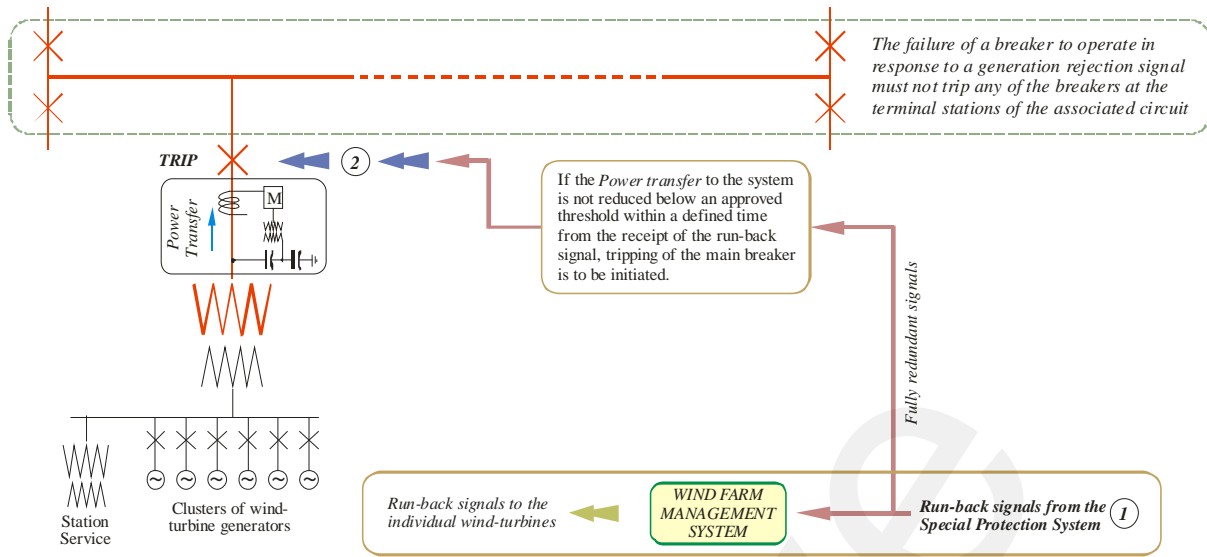 The failure of a breaker to operate in
response to a generation rejection signal
must not trip any of the breakers at the
terminal stations of the associated circuit
TRIP
2
If the Power transfer to the system
is not reduced below an approved
threshold within a defined time
from the receipt of the run-back
signal, tripping of the main breaker
is to be initiated.
M
Power
Transfer
Fully redundant signals
Station
Service
Clusters of wind-
turbine generators
Run-back signals to the
individual wind-turbines
WIND FARM
MANAGEMENT
SYSTEM
Run-back signals from the
Special Protection System
1